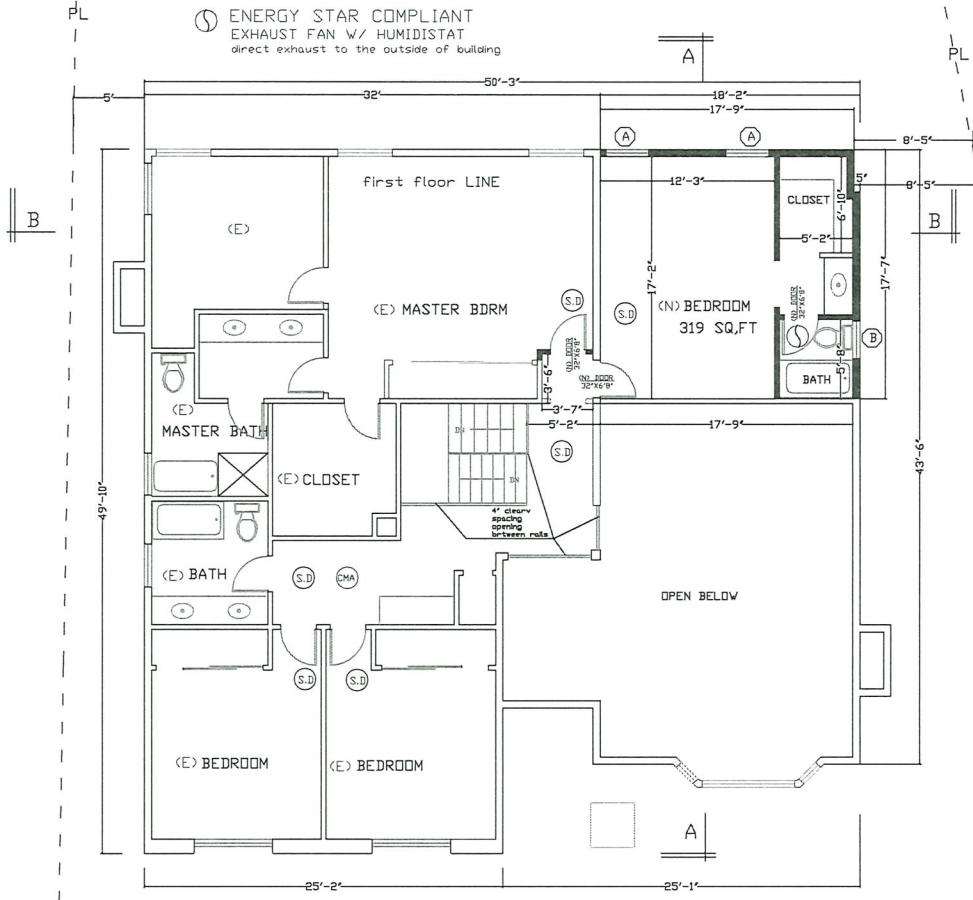 PL
ENERGY STAR COMPLIANT
EXHAUST FAN W/ HUMIDISTAT
direct exhaust to the outside of building
A
PL
50'-3"
5'
32'
18'-2"
17'-9"
A
A
8'-5"
first floor LINE
12'-3"
CLOSET
5"
8'-5"
6'-10"
B
B
(E)
5'-2"
17'-2"
17'-7"
(E) MASTER BDRM
S.D
S.D
(N) BEDROOM
319 SQ,FT
(N) DOOR
32"X6'8"
B
(N) DOOR
32"X6'8"
(N) DOOR
32"X6'8"
3'-6"
5'-8"
BATH
3'-7"
(E)
MASTER BATH
5'-2"
17'-9"
DN
S.D
43'-6"
(E) CLOSET
DN
49'-10"
4" clearv
spacing
opening
brtween rails
(E) BATH
S.D
CMA
OPEN BELOW
S.D
S.D
(E) BEDROOM
(E) BEDROOM
A
25'-2"
25'-1"